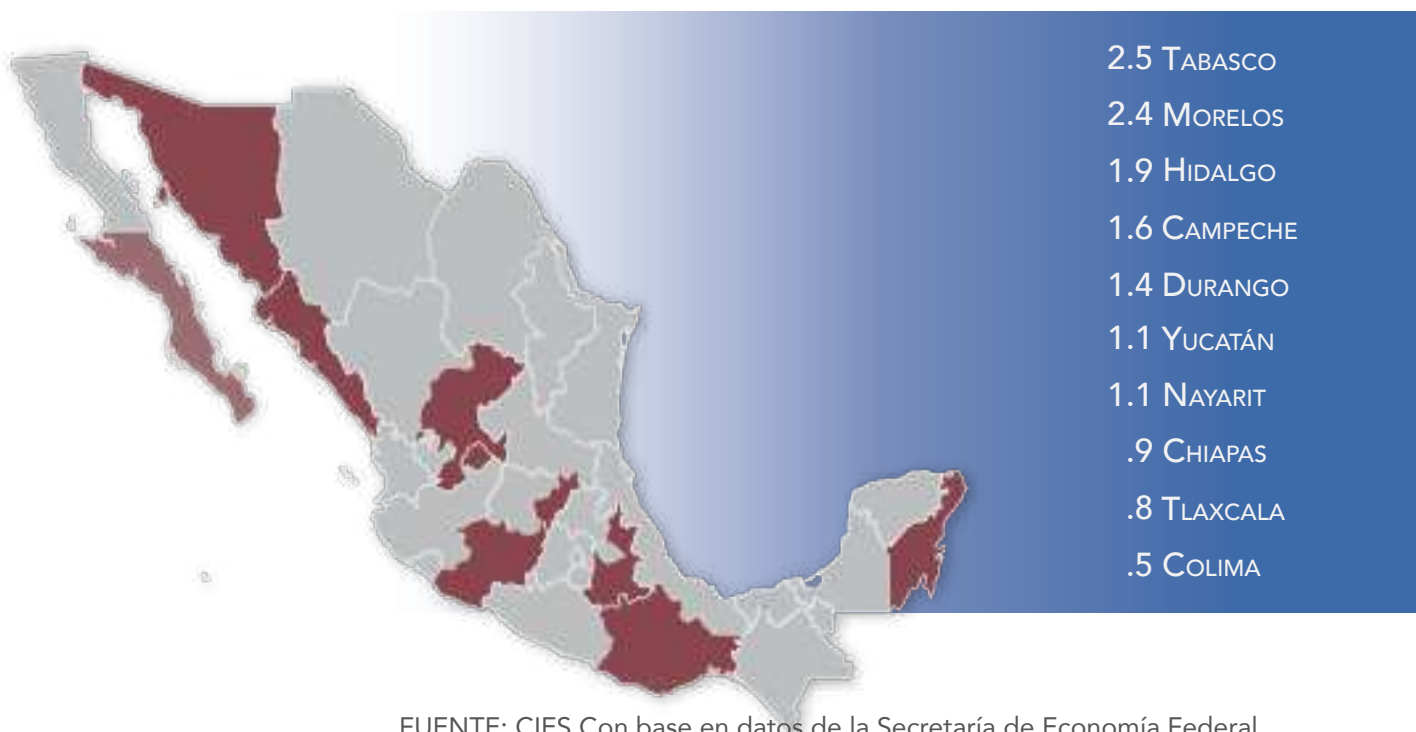 2.5 TABASCO
2.4 MORELOS
1.9 HIDALGO
1.6 CAMPECHE
1.4 DURANGO
1.1 YUCATÁN
1.1 NAYARIT
.9 CHIAPAS
.8 TLAXCALA
.5 COLIMA
FUENTE: CIES Con base en datos de la Secretaría de Economía Federal